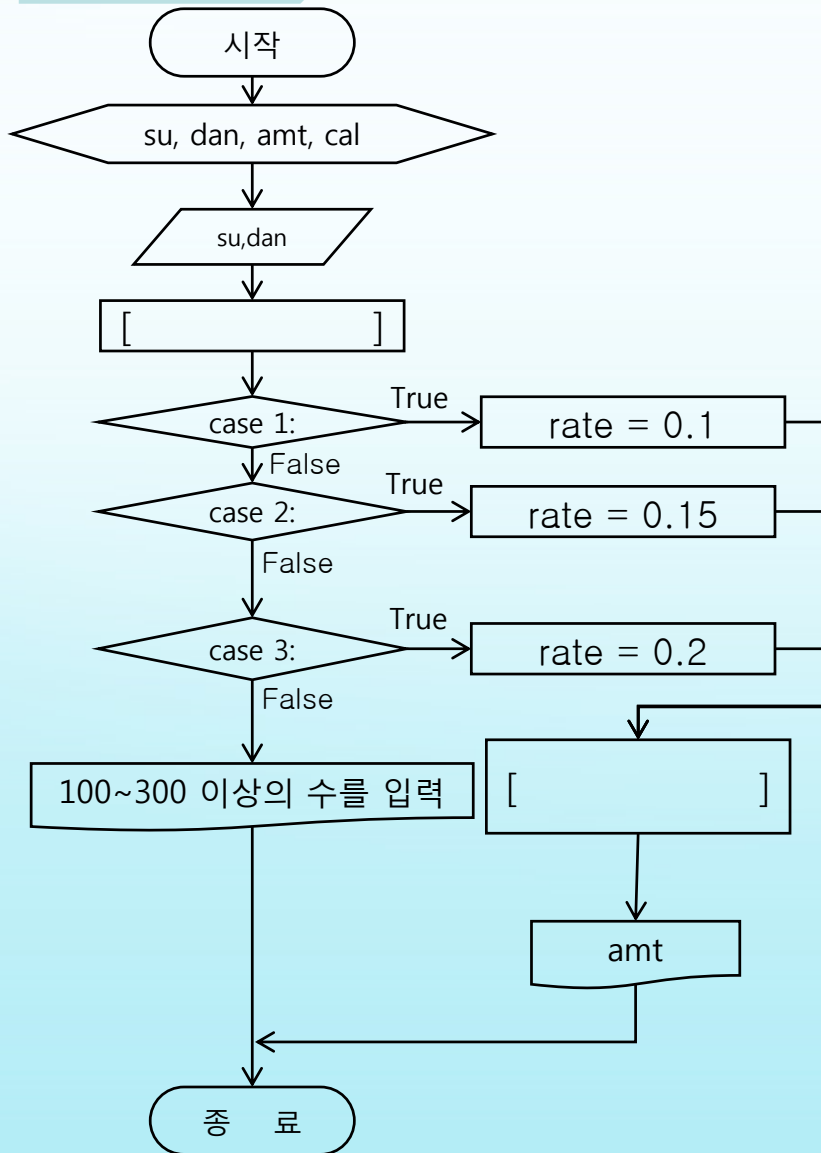 시작
su, dan, amt, cal
su,dan
[ ]
case 1:
True
rate = 0.1
False
case 2:
True
rate = 0.15
False
case 3:
True
rate = 0.2
False
100~300 이상의 수를 입력
[ ]
amt
종 료